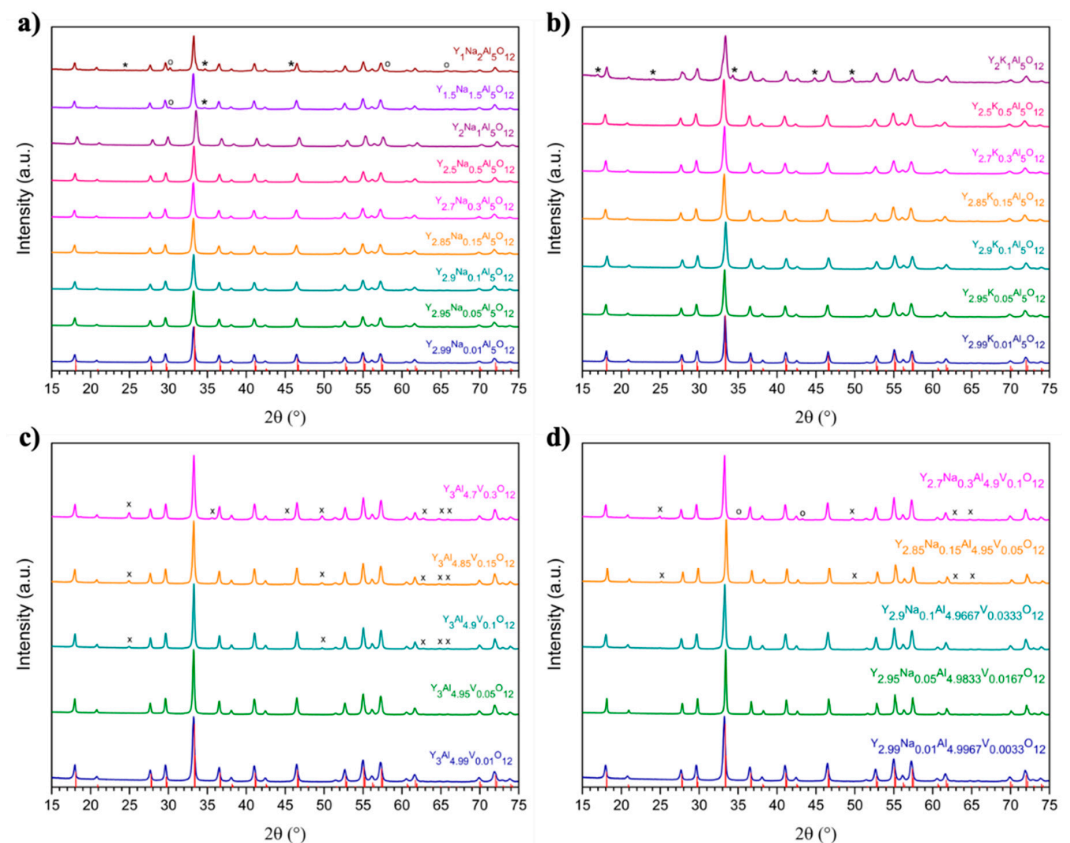 a)
Intensity (a.u.)
* o * * o o
Y1Na2Al5O12
o *
Y1.5Na1.5Al5O12
Y2Na1Al5O12
Y2.5Na0.5Al5O12
Y2.7Na0.3Al5O12
Y2.85Na0.15Al5O12
Y2.9Na0.1Al5O12
Y2.95Na0.05Al5O12
Y2.99Na0.01Al5O12
15 20 25 30 35 40 45 50 55 60 65 70 75
2θ (°)
b)
Intensity (a.u.)
* * * * *
Y2K1Al5O12
Y2.5K0.5Al5O12
Y2.7K0.3Al5O12
Y2.85K0.15Al5O12
Y2.9K0.1Al5O12
Y2.95K0.05Al5O12
Y2.99K0.01Al5O12
15 20 25 30 35 40 45 50 55 60 65 70 75
2θ (°)
c)
Intensity (a.u.)
Y3Al4.7V0.3O12
x x x x x x x
Y3Al4.85V0.15O12
x x x x x
Y3Al4.9V0.1O12
x x x x x
Y3Al4.95V0.05O12
Y3Al4.99V0.01O12
15 20 25 30 35 40 45 50 55 60 65 70 75
2θ (°)
d)
Intensity (a.u.)
Y2.7Na0.3Al4.9V0.1O12
x o o x x x
Y2.85Na0.15Al4.95V0.05O12
x x x x
Y2.9Na0.1Al4.9667V0.0333O12
Y2.95Na0.05Al4.9833V0.0167O12
Y2.99Na0.01Al4.9967V0.0033O12
15 20 25 30 35 40 45 50 55 60 65 70 75
2θ (°)